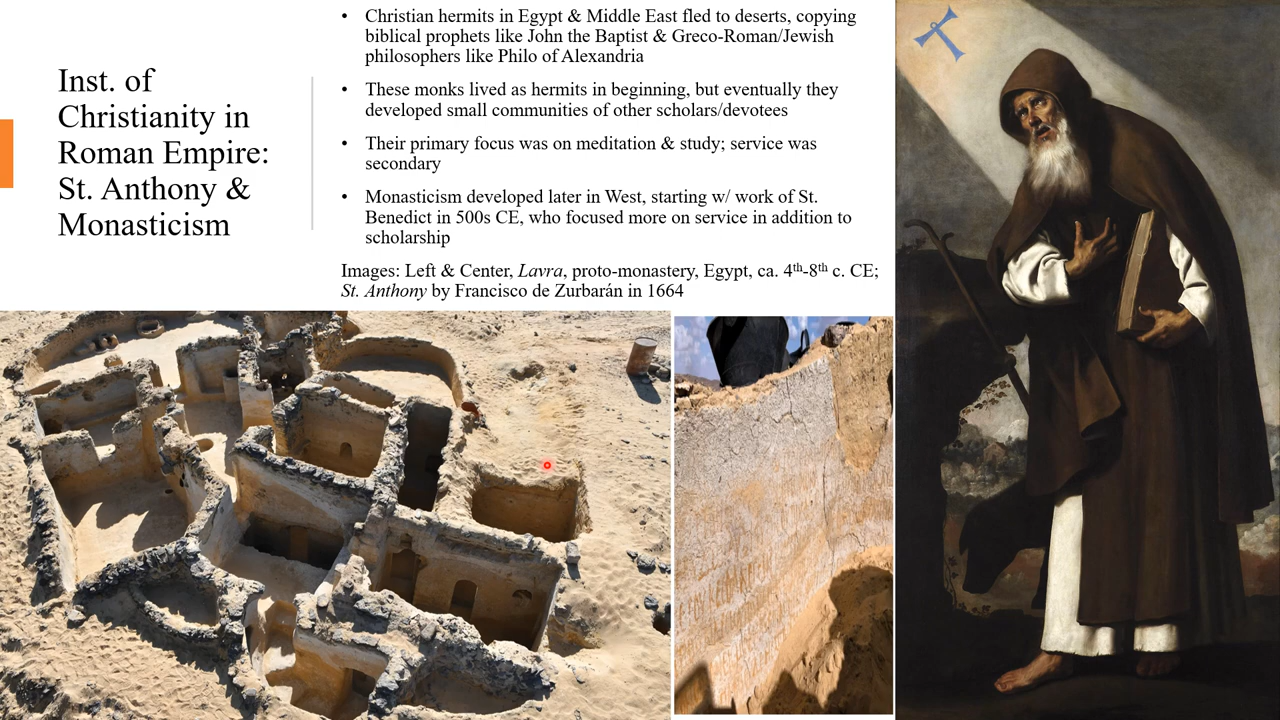 Inst. of
Christianity in
Roman Empire:
St. Anthony &
Monasticism
• Christian hermits in Egypt & Middle East fled to deserts, copying
biblical prophets like John the Baptist & Greco-Roman/Jewish
philosophers like Philo of Alexandria
• These monks lived as hermits in beginning, but eventually they
developed small communities of other scholars/devotees
• Their primary focus was on meditation & study; service was
secondary
• Monasticism developed later in West, starting w/ work of St.
Benedict in 500s CE, who focused more on service in addition to
scholarship
Images: Left & Center, Lavra, proto-monastery, Egypt, ca. 4th-8th c. CE;
St. Anthony by Francisco de Zurbarán in 1664